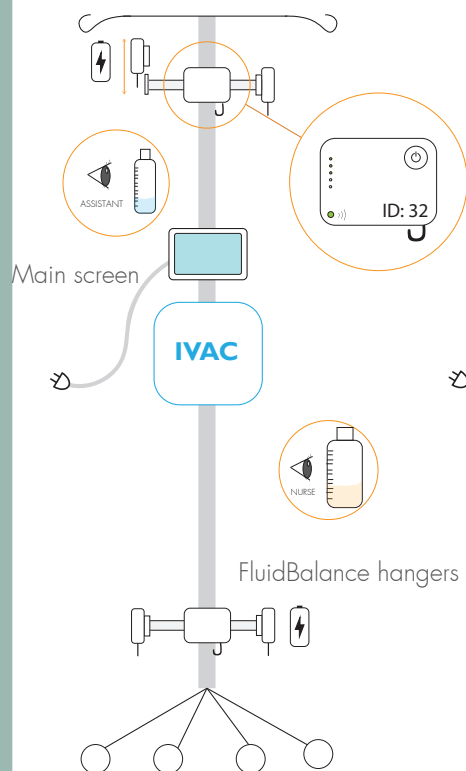 ASSISTANT
ID: 32
Main screen
IVAC
NURSE
FluidBalance hangers